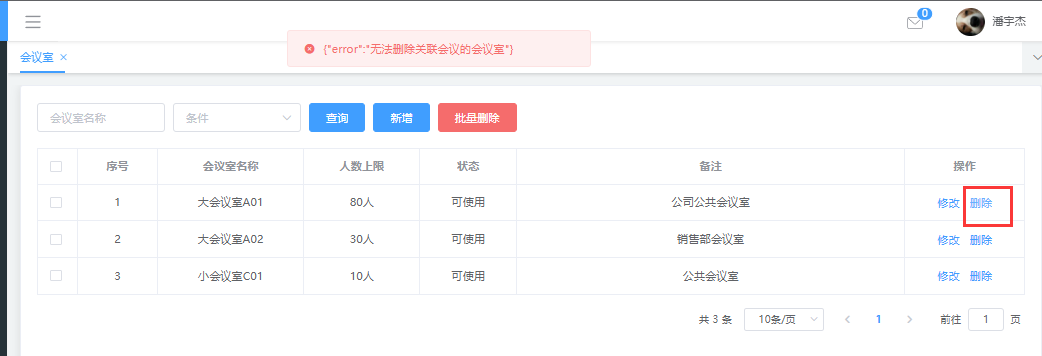 0
潘宇杰
{"error":"无法删除关联会议的会议室"}
会议室 ×
会议室名称 条件 查询 新增 批量删除
序号 会议室名称 人数上限 状态 备注 操作
1 大会议室A01 80人 可使用 公司公共会议室 修改 删除
2 大会议室A02 30人 可使用 销售部会议室 修改 删除
3 小会议室C01 10人 可使用 公共会议室 修改 删除
共 3 条 10条/页 1 前往 1 页